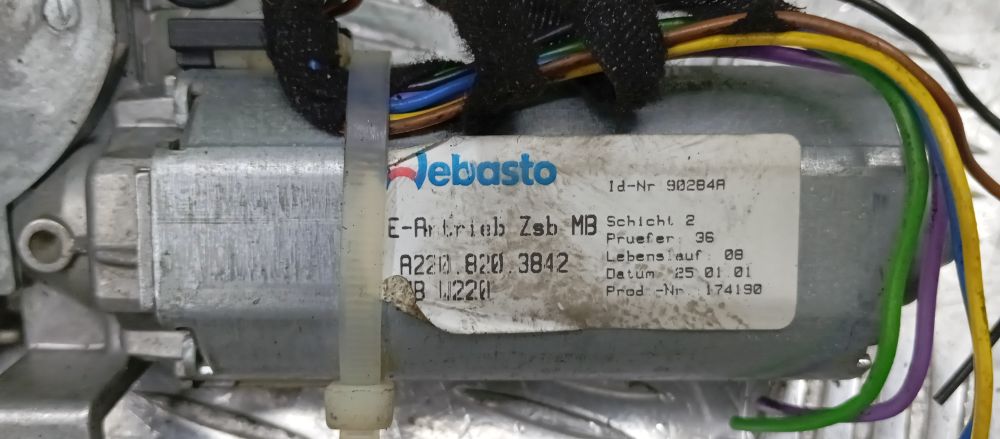 Webasto
Id-Nr 90284A
E-Antrieb Zsb MB
A220.820.3842
MB W220
Schicht 2
Pruefer: 36
Lebenslauf: 08
Datum 25.01.01
Prod.-Nr.:174190